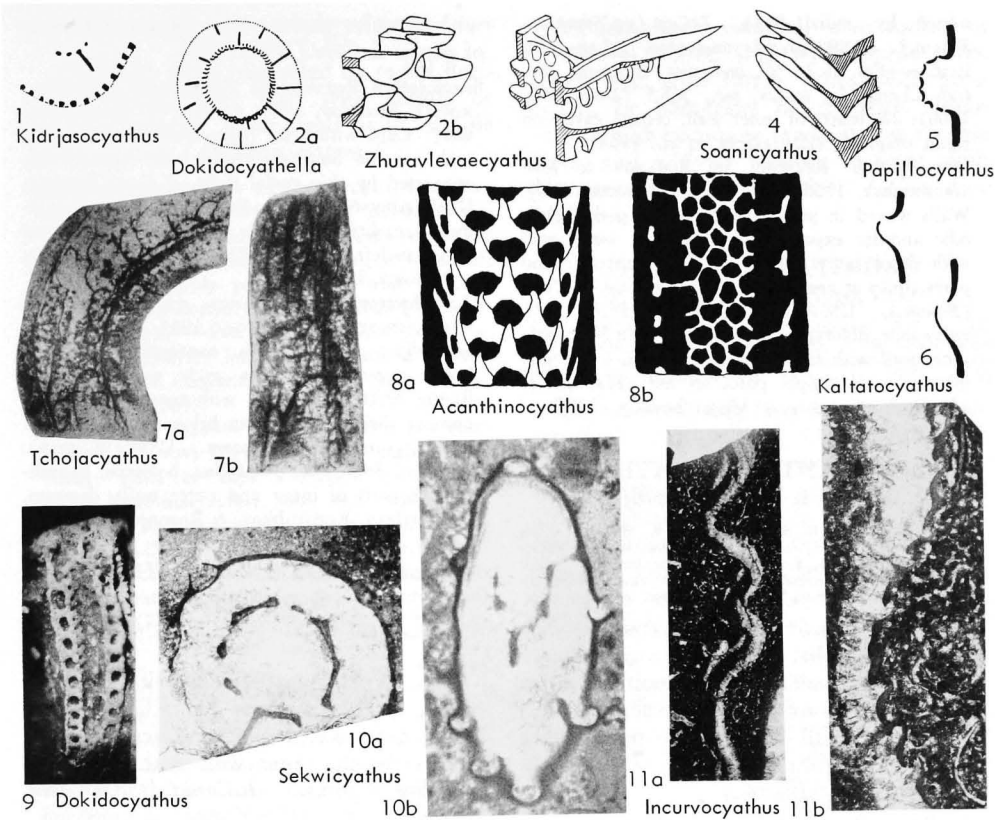 1
Kidrjasocyathus
2a
Dokidocyathella
2b
Zhuravlevaecyathus
4
Soanicyathus
5
Papillocyathus
6
Kaltatocyathus
7a
Tchojacyathus
7b
8a
Acanthinocyathus
8b
9 Dokidocyathus
10a
Sekwicyathus
10b
11a
Incurvocyathus 11b